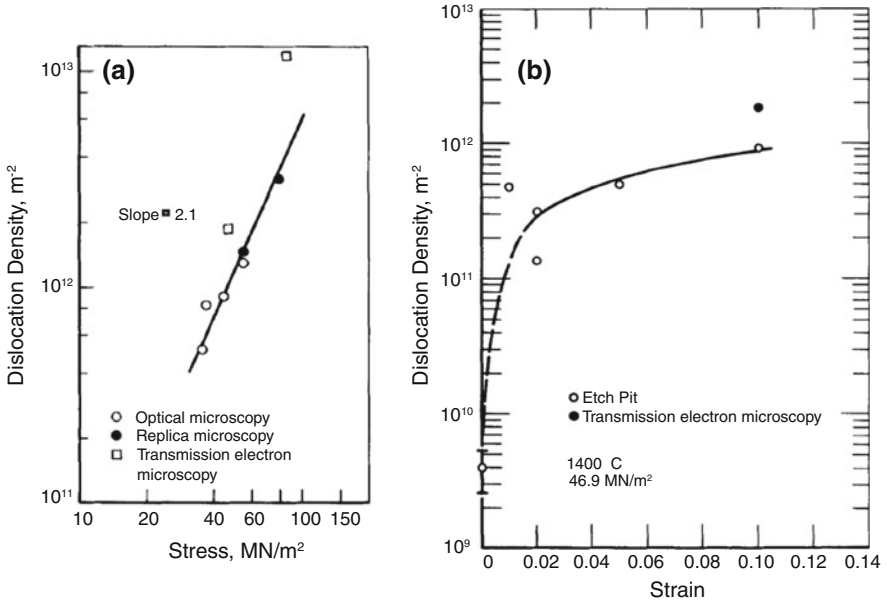 (a)
Dislocation Density, m⁻²
10¹³
10¹²
10¹¹
Slope = 2.1
Optical microscopy
Replica microscopy
Transmission electron
microscopy
10 20 40 60 100 150
Stress, MN/m²
(b)
Dislocation Density, m⁻²
10¹³
10¹²
10¹¹
10¹⁰
10⁹
Etch Pit
Transmission electron microscopy
1400 C
46.9 MN/m²
0 0.02 0.04 0.06 0.08 0.10 0.12 0.14
Strain